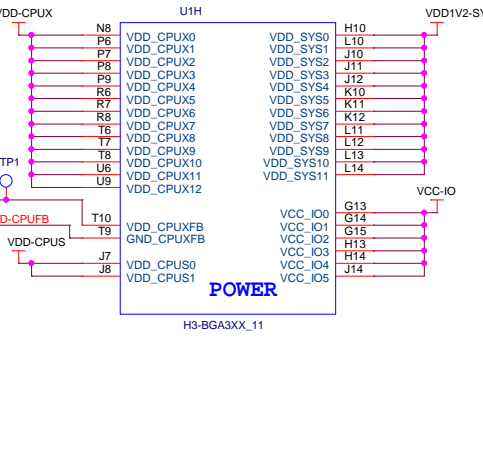 VDD-CPUX
U1H
VDD1V2-SY
N8 VDD_CPUX0 VDD_SYS0 H10
P6 VDD_CPUX1 VDD_SYS1 L10
P7 VDD_CPUX2 VDD_SYS2 J10
P8 VDD_CPUX3 VDD_SYS3 J11
P9 VDD_CPUX4 VDD_SYS4 J12
R6 VDD_CPUX5 VDD_SYS5 K10
R7 VDD_CPUX6 VDD_SYS6 K11
R8 VDD_CPUX7 VDD_SYS7 K12
T6 VDD_CPUX8 VDD_SYS8 L11
T7 VDD_CPUX9 VDD_SYS9 L12
T8 VDD_CPUX10 VDD_SYS10 L13
U6 VDD_CPUX11 VDD_SYS11 L14
U9 VDD_CPUX12
TP1
VCC-IO
VCC_IO0 G13
T10 VDD_CPUXFB VCC_IO1 G14
T9 GND_CPUXFB VCC_IO2 G15
D-CPUFB
VDD-CPUS
VCC_IO3 H13
J7 VDD_CPUS0 VCC_IO4 H14
J8 VDD_CPUS1 VCC_IO5 J14
POWER
H3-BGA3XX_11